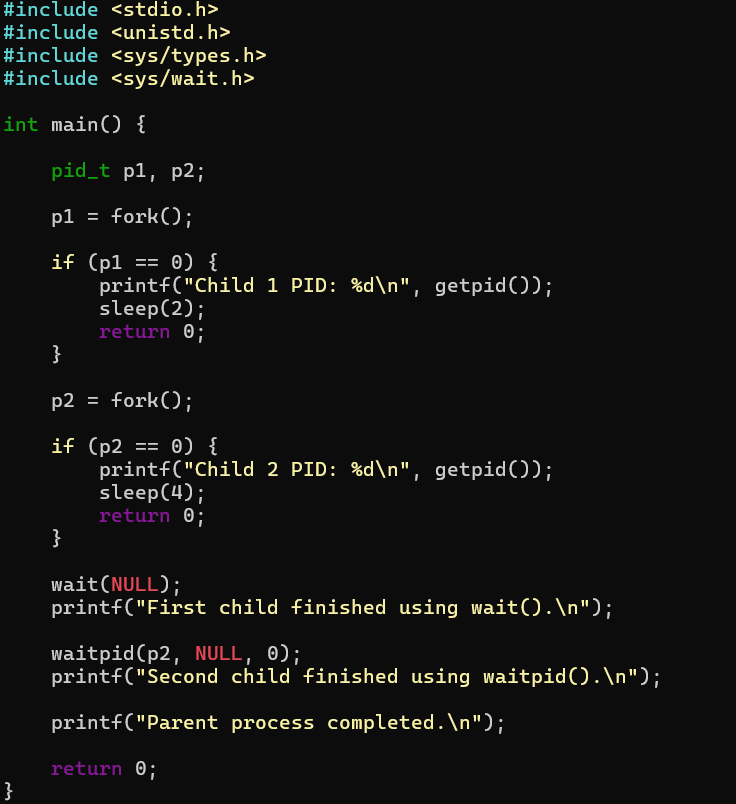 #include <stdio.h>
#include <unistd.h>
#include <sys/types.h>
#include <sys/wait.h>

int main() {

    pid_t p1, p2;

    p1 = fork();

    if (p1 == 0) {
        printf("Child 1 PID: %d\n", getpid());
        sleep(2);
        return 0;
    }

    p2 = fork();

    if (p2 == 0) {
        printf("Child 2 PID: %d\n", getpid());
        sleep(4);
        return 0;
    }

    wait(NULL);
    printf("First child finished using wait().\n");

    waitpid(p2, NULL, 0);
    printf("Second child finished using waitpid().\n");

    printf("Parent process completed.\n");

    return 0;
}